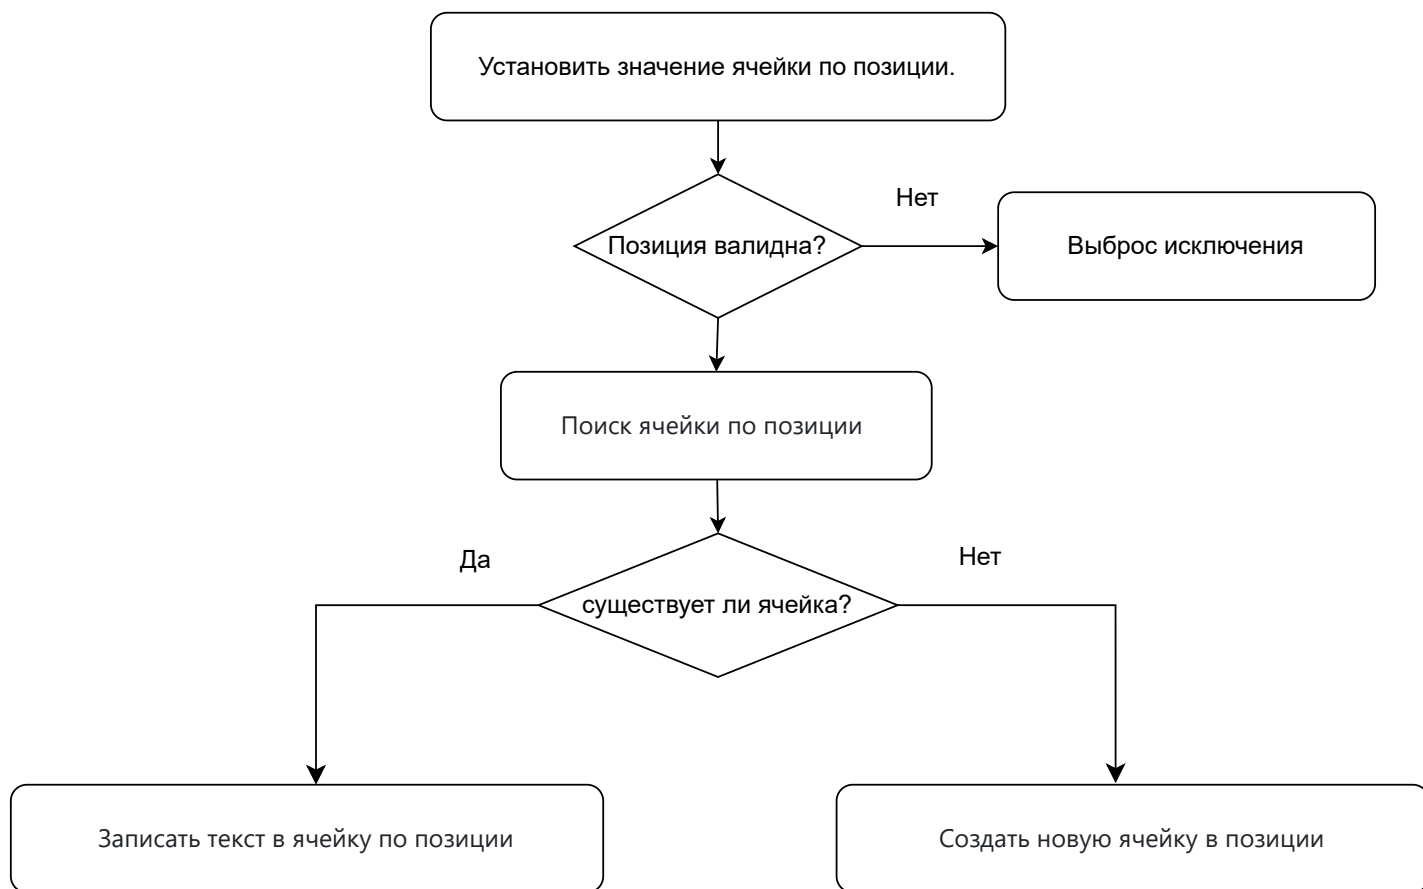 Установить значение ячейки по позиции.
Нет
Позиция валидна?
Выброс исключения
Поиск ячейки по позиции
Да
Нет
существует ли ячейка?
Записать текст в ячейку по позиции
Создать новую ячейку в позиции